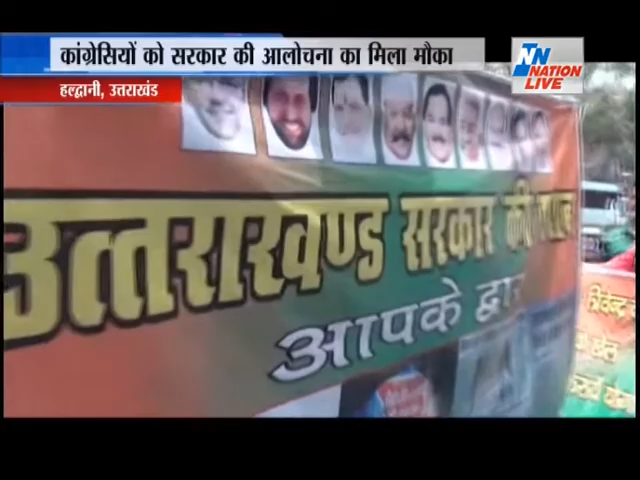 कांग्रेसियों को सरकार की आलोचना का मिला मौका
NN
NATION
LIVE
हल्द्वानी, उत्तराखंड
उत्तराखण्ड सरकार की
आपके द्वार
त्रिवेन्द्र
खेल